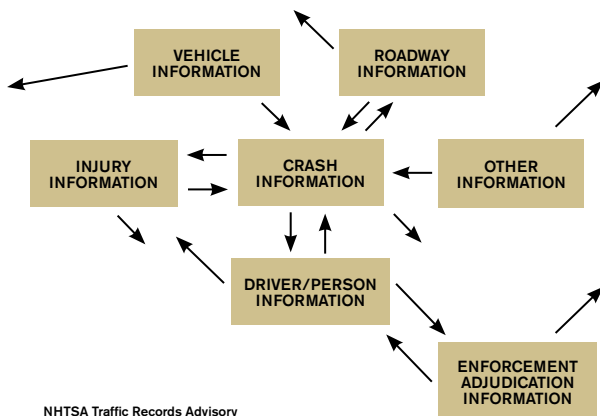 VEHICLE
INFORMATION
ROADWAY
INFORMATION
INJURY
INFORMATION
CRASH
INFORMATION
OTHER
INFORMATION
DRIVER/PERSON
INFORMATION
ENFORCEMENT
ADJUDICATION
INFORMATION
NHTSA Traffic Records Advisory